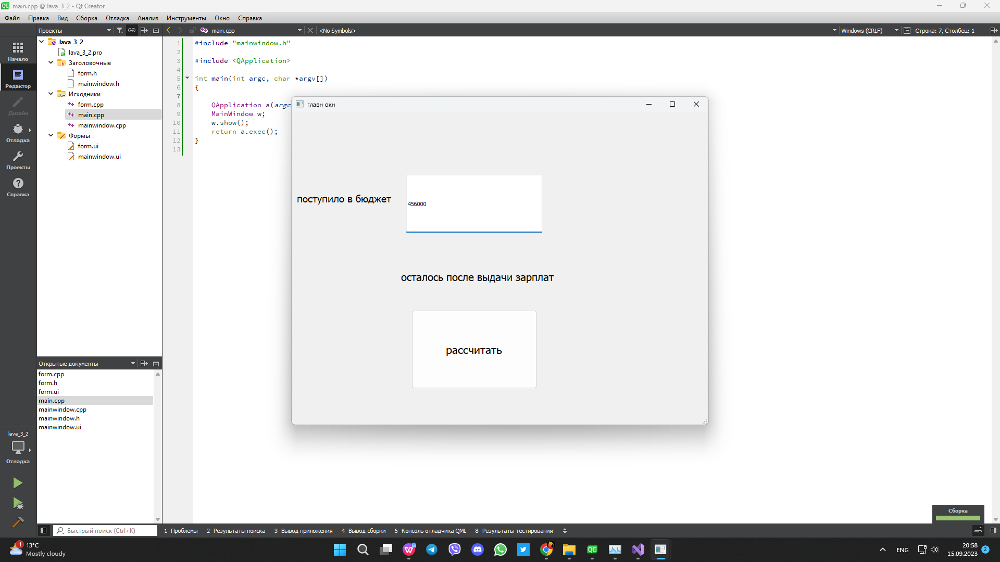 main.cpp @ lava_3_2 - Qt Creator
Файл Правка Вид Сборка Отладка Анализ Инструменты Окно Справка
Проекты
main.cpp
<No Symbols>
Windows (CRLF)
Строка: 7, Столбец: 1
Начало
Редактор
Дизайн
Отладка
Проекты
Справка
lava_3_2
lava_3_2.pro
Заголовочные
form.h
mainwindow.h
Исходники
form.cpp
main.cpp
mainwindow.cpp
Формы
form.ui
mainwindow.ui
1 #include "mainwindow.h"
2
3 #include <QApplication>
4
5 int main(int argc, char *argv[])
6 {
7
8 QApplication a(argc
9 MainWindow w;
10 w.show();
11 return a.exec();
12 }
13
главн окн
поступило в бюджет
456000
осталось после выдачи зарплат
рассчитать
Открытые документы
form.cpp
form.h
form.ui
main.cpp
mainwindow.cpp
mainwindow.h
mainwindow.ui
lava_3_2
Отладка
Сборка
Быстрый поиск (Ctrl+K)
1 Проблемы 2 Результаты поиска 3 Вывод приложения 4 Вывод сборки 5 Консоль отладчика QML 8 Результаты тестирования
1
13°C
Mostly cloudy
ENG
20:58
15.09.2023
2